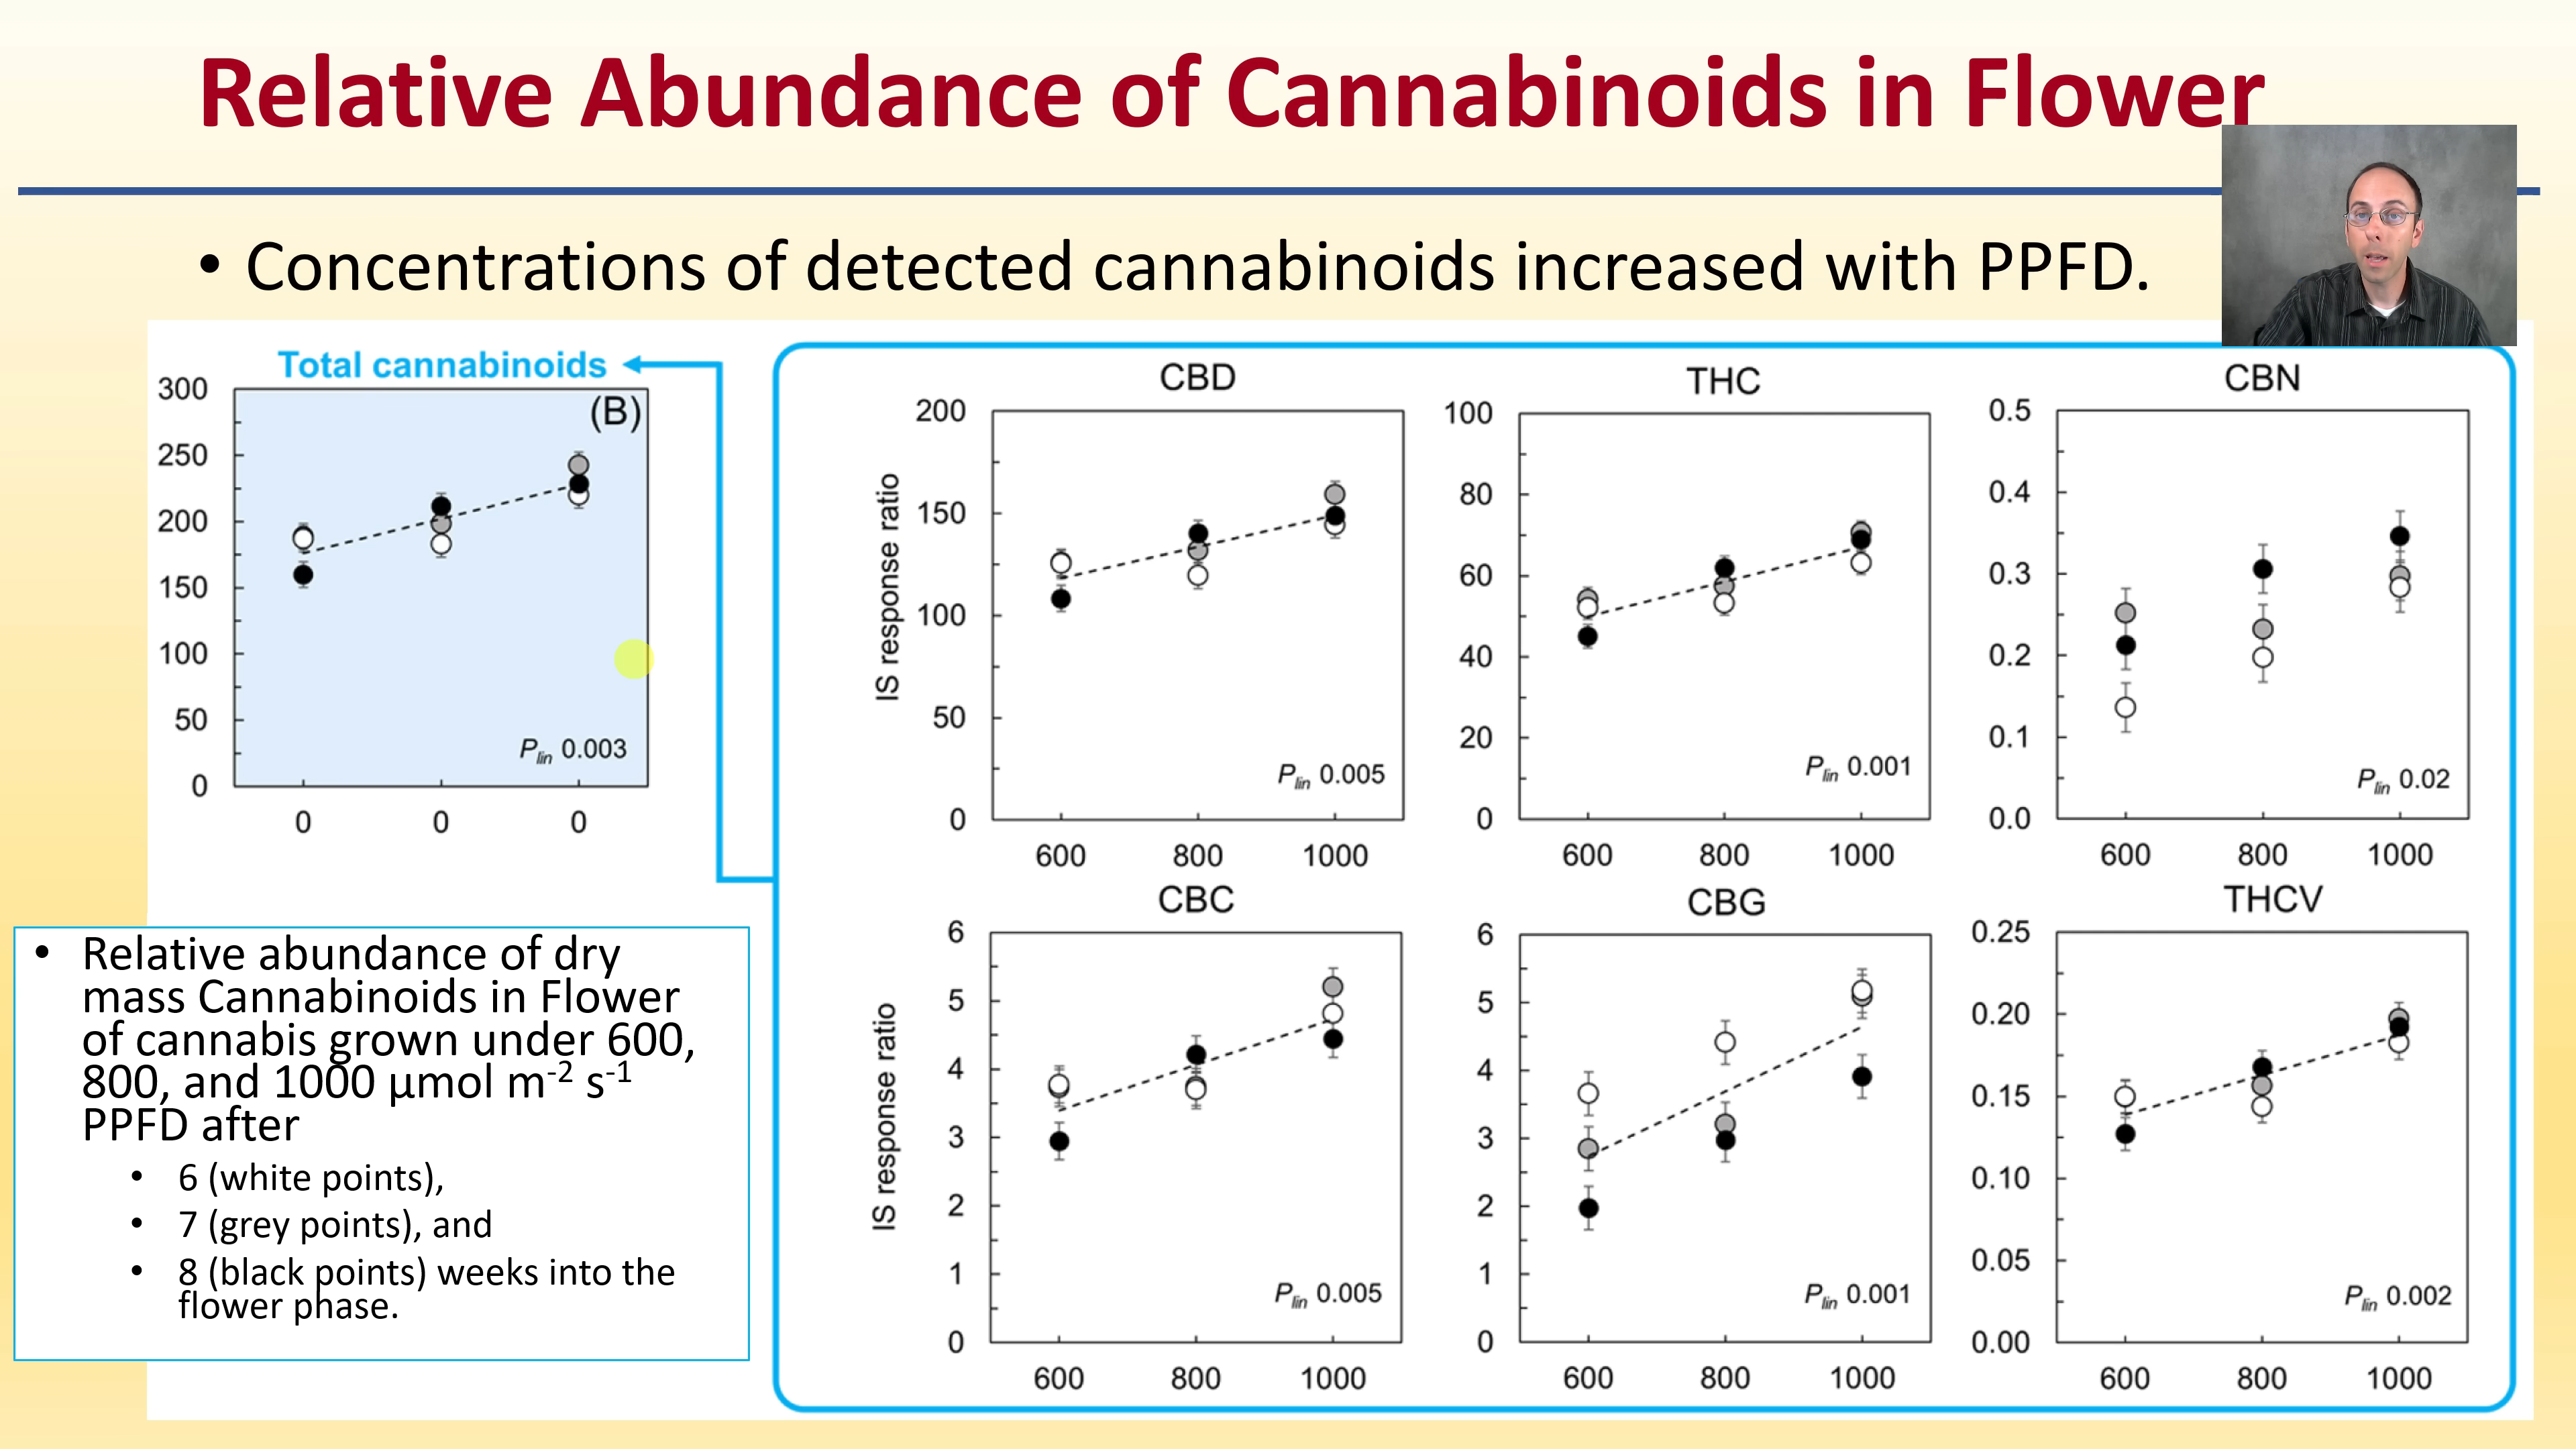 Relative Abundance of Cannabinoids in Flower
• Concentrations of detected cannabinoids increased with PPFD.
Total cannabinoids
(B)
300
250
200
150
100
50
0
P_lin 0.003
0 0 0
CBD
IS response ratio
200
150
100
50
0
P_lin 0.005
600 800 1000
THC
100
80
60
40
20
0
P_lin 0.001
600 800 1000
CBN
0.5
0.4
0.3
0.2
0.1
0.0
P_lin 0.02
600 800 1000
CBC
IS response ratio
6
5
4
3
2
1
0
P_lin 0.005
600 800 1000
CBG
6
5
4
3
2
1
0
P_lin 0.001
600 800 1000
THCV
0.25
0.20
0.15
0.10
0.05
0.00
P_lin 0.002
600 800 1000
• Relative abundance of dry
mass Cannabinoids in Flower
of cannabis grown under 600,
800, and 1000 μmol m⁻² s⁻¹
PPFD after
• 6 (white points),
• 7 (grey points), and
• 8 (black points) weeks into the
flower phase.